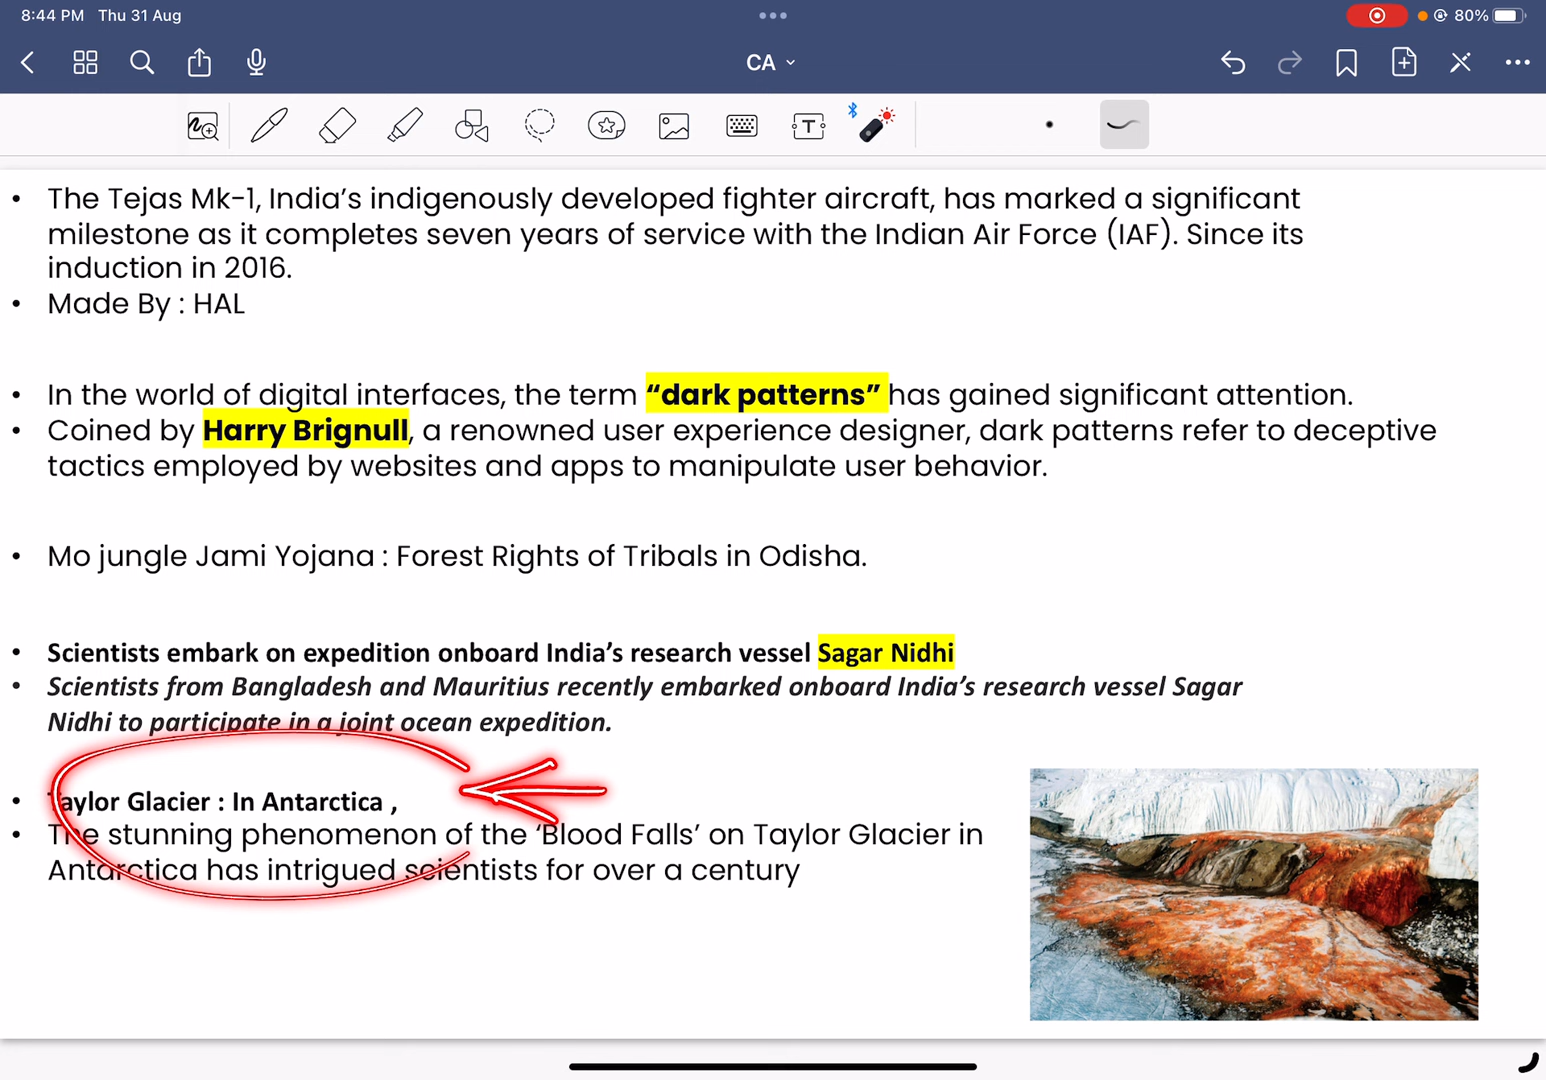 8:44 PM Thu 31 Aug
80%
CA
T
• The Tejas Mk-1, India’s indigenously developed fighter aircraft, has marked a significant
milestone as it completes seven years of service with the Indian Air Force (IAF). Since its
induction in 2016.
• Made By : HAL
• In the world of digital interfaces, the term “dark patterns” has gained significant attention.
• Coined by Harry Brignull, a renowned user experience designer, dark patterns refer to deceptive
tactics employed by websites and apps to manipulate user behavior.
• Mo jungle Jami Yojana : Forest Rights of Tribals in Odisha.
• Scientists embark on expedition onboard India’s research vessel Sagar Nidhi
• Scientists from Bangladesh and Mauritius recently embarked onboard India’s research vessel Sagar
Nidhi to participate in a joint ocean expedition.
• Taylor Glacier : In Antarctica ,
• The stunning phenomenon of the ‘Blood Falls’ on Taylor Glacier in
Antarctica has intrigued scientists for over a century